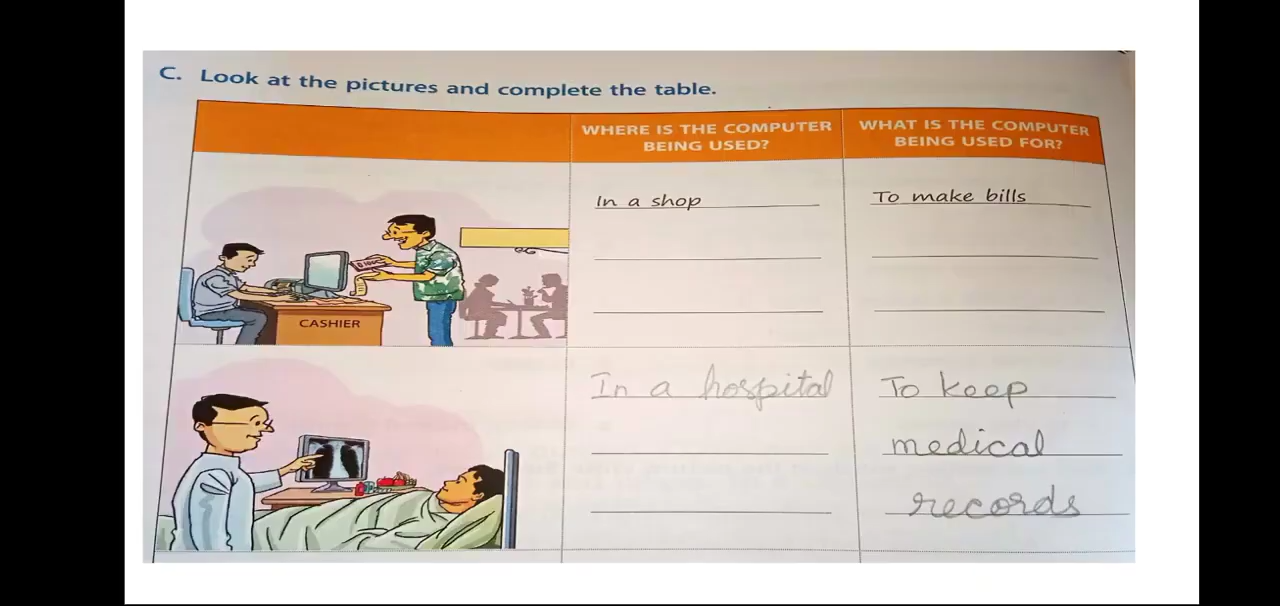 C. Look at the pictures and complete the table.
WHERE IS THE COMPUTER
BEING USED?
WHAT IS THE COMPUTER
BEING USED FOR?
In a shop
To make bills
CASHIER
In a hospital
To keep
medical
records